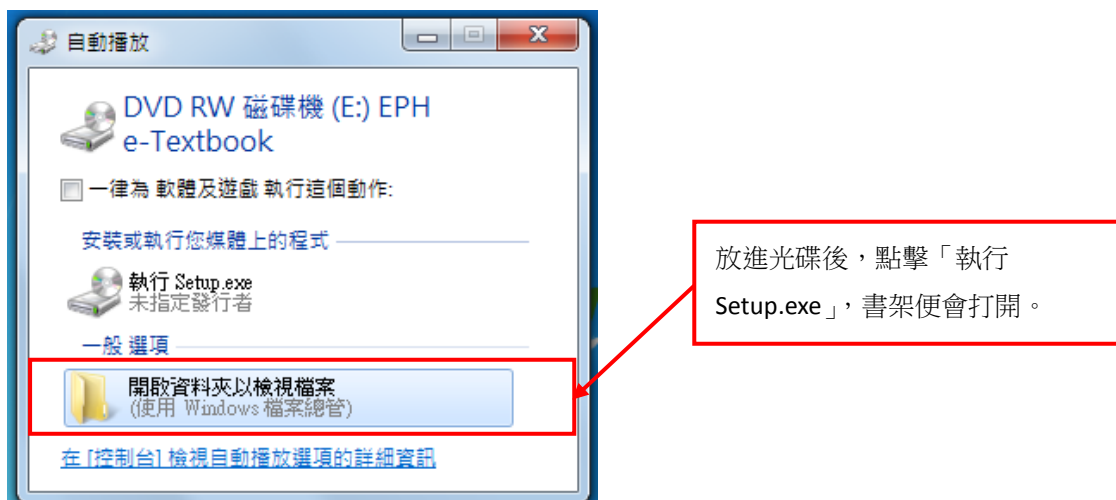 自動播放
DVD RW 磁碟機 (E:) EPH
e-Textbook
一律為 軟體及遊戲 執行這個動作:
安裝或執行您媒體上的程式
執行 Setup.exe
未指定發行者
一般 選項
開啟資料夾以檢視檔案
(使用 Windows 檔案總管)
在 [控制台] 檢視自動播放選項的詳細資訊
放進光碟後，點擊「執行
Setup.exe」，書架便會打開。